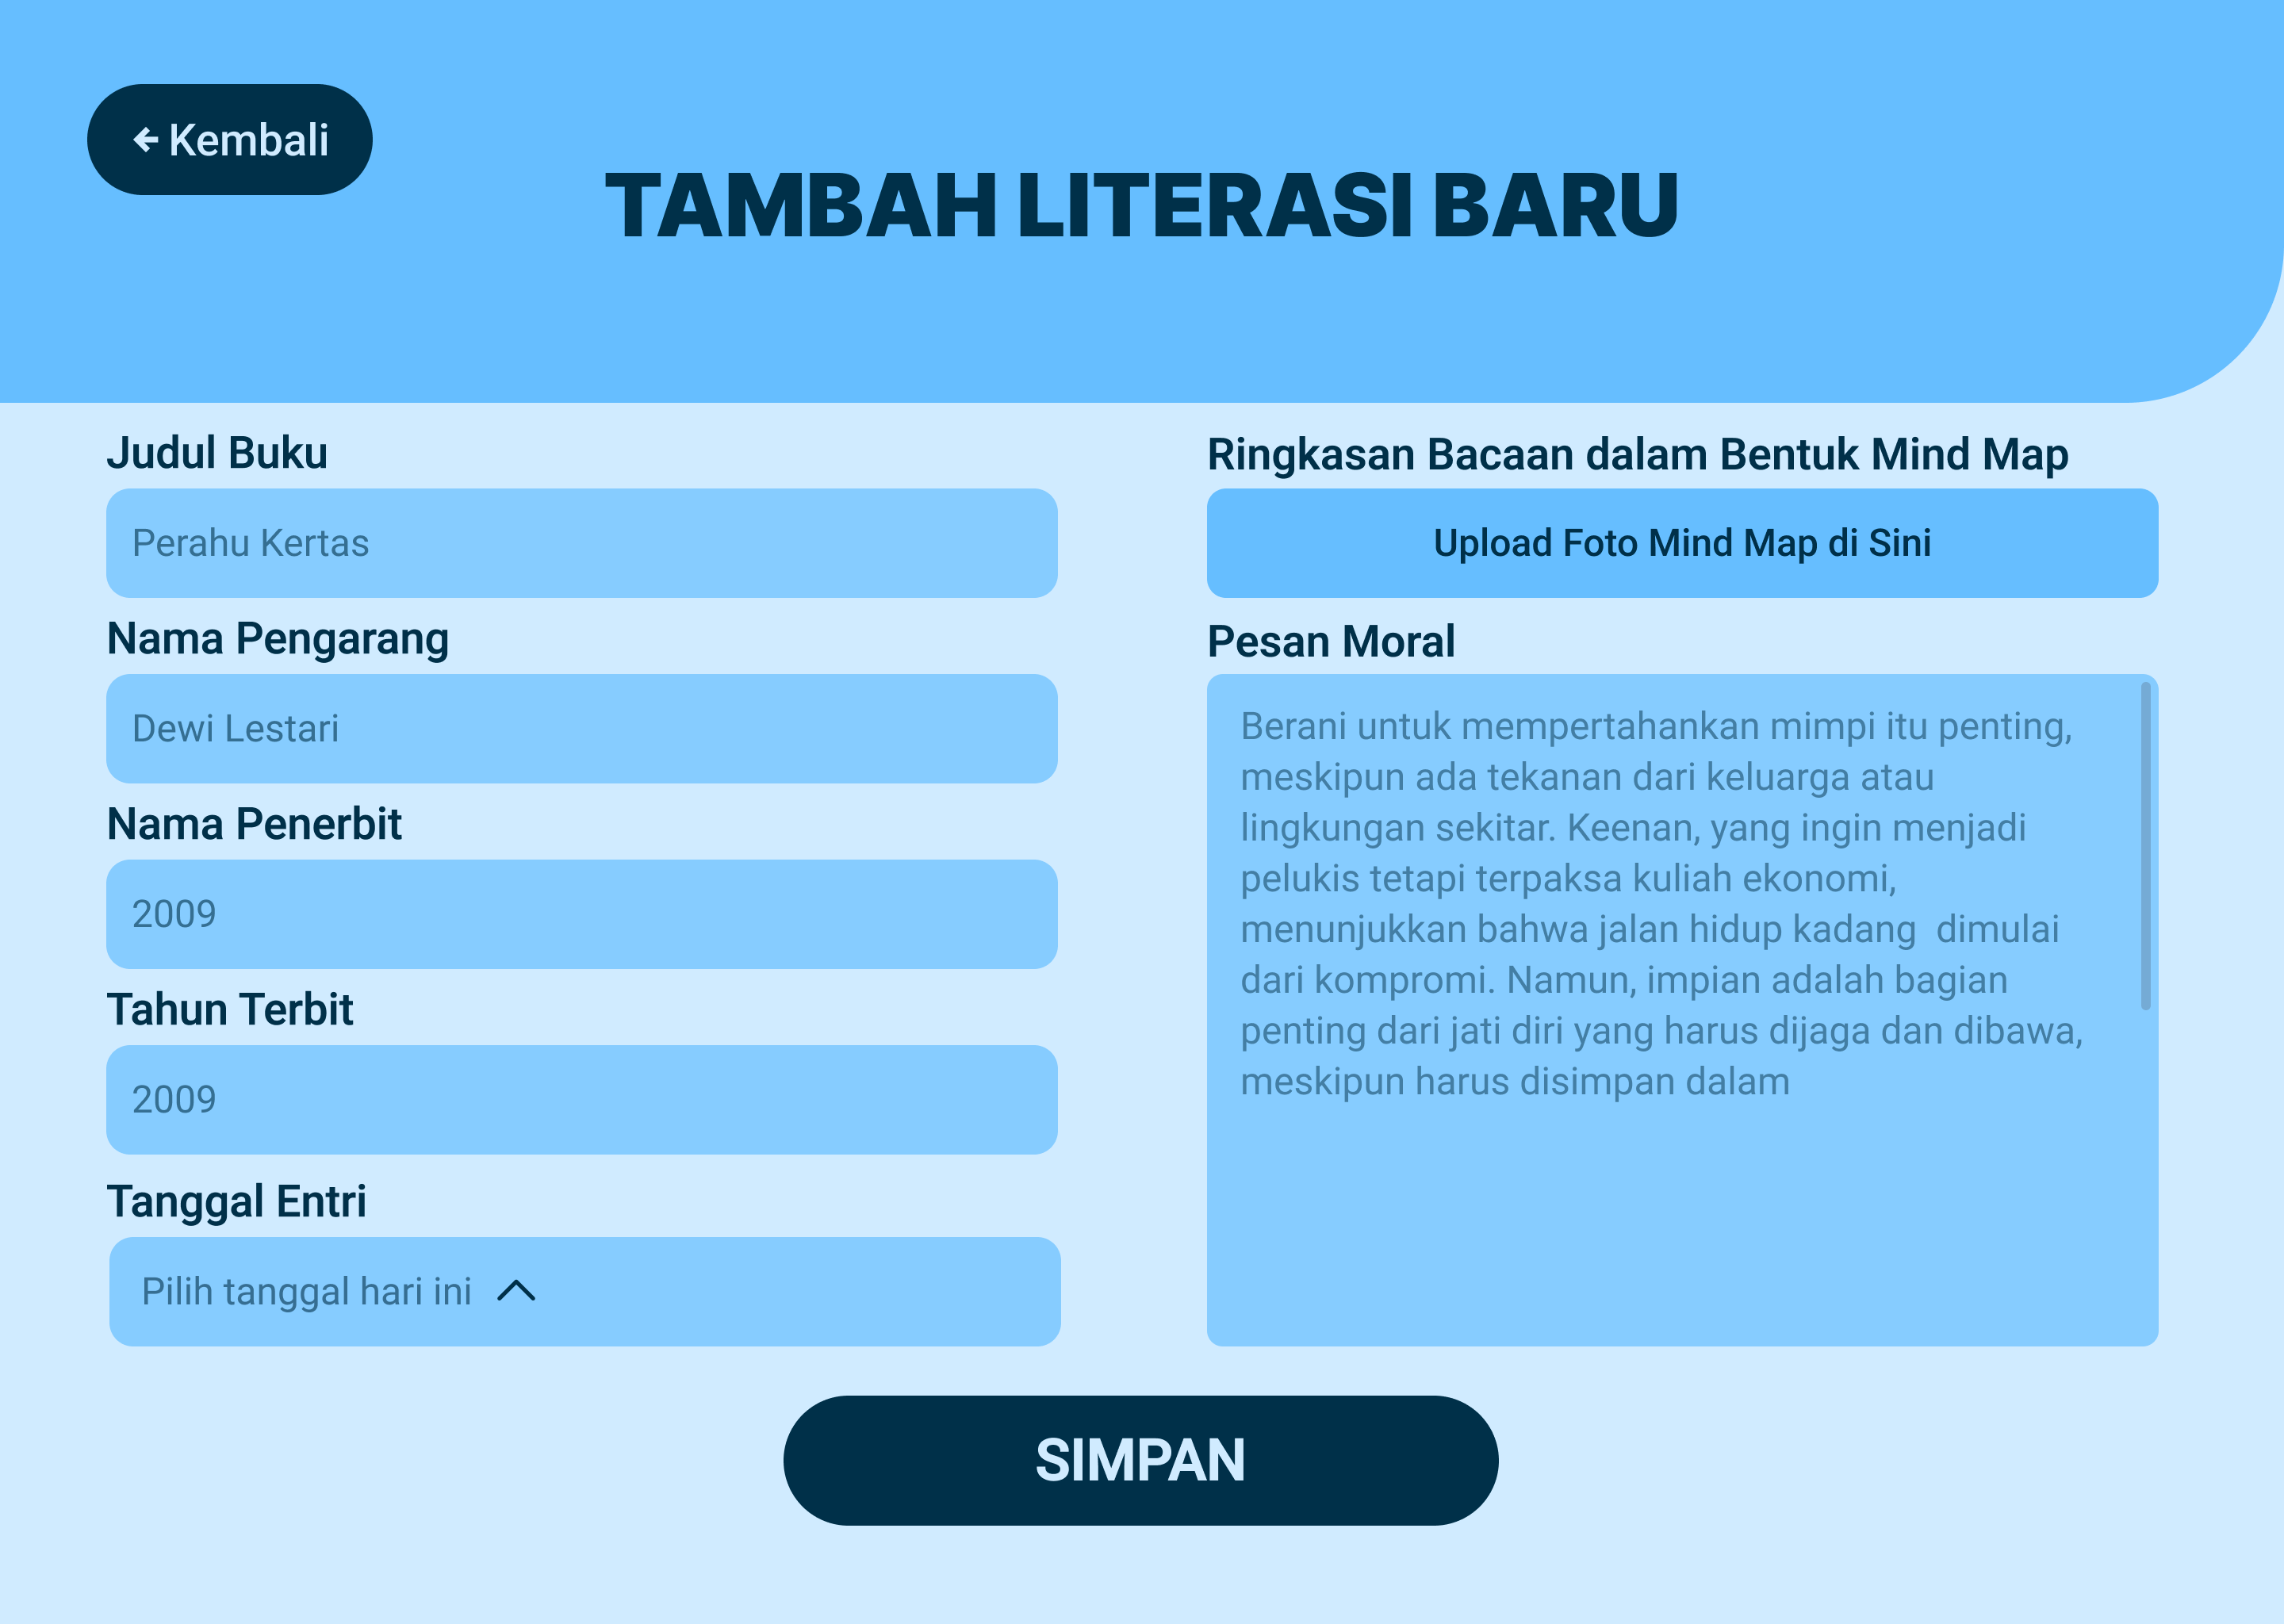 Kembali
TAMBAH LITERASI BARU
Judul Buku
Perahu Kertas
Nama Pengarang
Dewi Lestari
Nama Penerbit
2009
Tahun Terbit
2009
Tanggal Entri
Pilih tanggal hari ini
Ringkasan Bacaan dalam Bentuk Mind Map
Upload Foto Mind Map di Sini
Pesan Moral
Berani untuk mempertahankan mimpi itu penting,
meskipun ada tekanan dari keluarga atau
lingkungan sekitar. Keenan, yang ingin menjadi
pelukis tetapi terpaksa kuliah ekonomi,
menunjukkan bahwa jalan hidup kadang  dimulai
dari kompromi. Namun, impian adalah bagian
penting dari jati diri yang harus dijaga dan dibawa,
meskipun harus disimpan dalam
SIMPAN